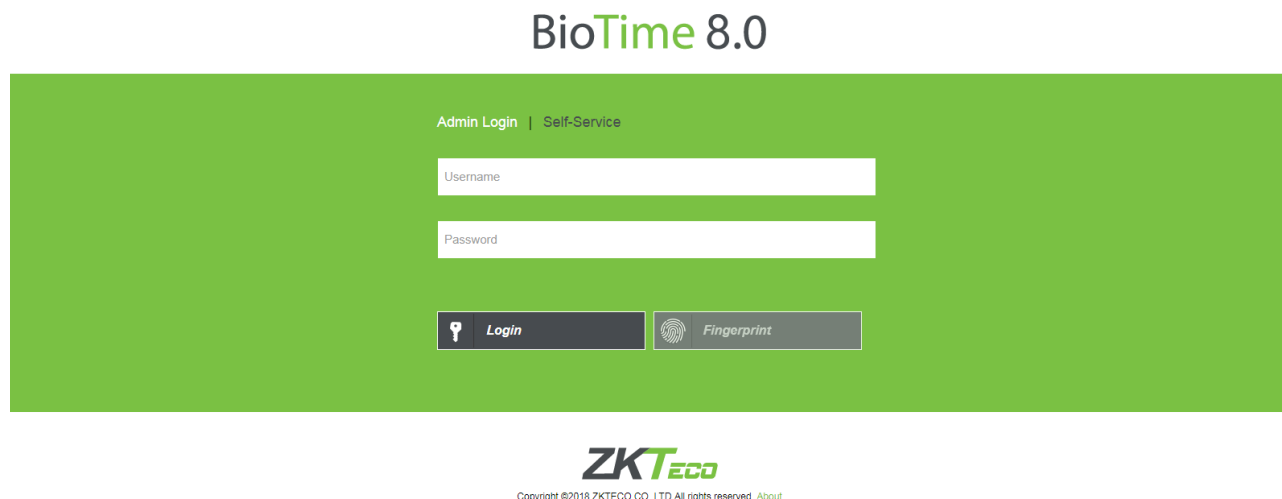 BioTime 8.0
Admin Login | Self-Service
Username
Password
Login
Fingerprint
ZKTECO
Copyright ©2018 ZKTECO CO., LTD All rights reserved. About